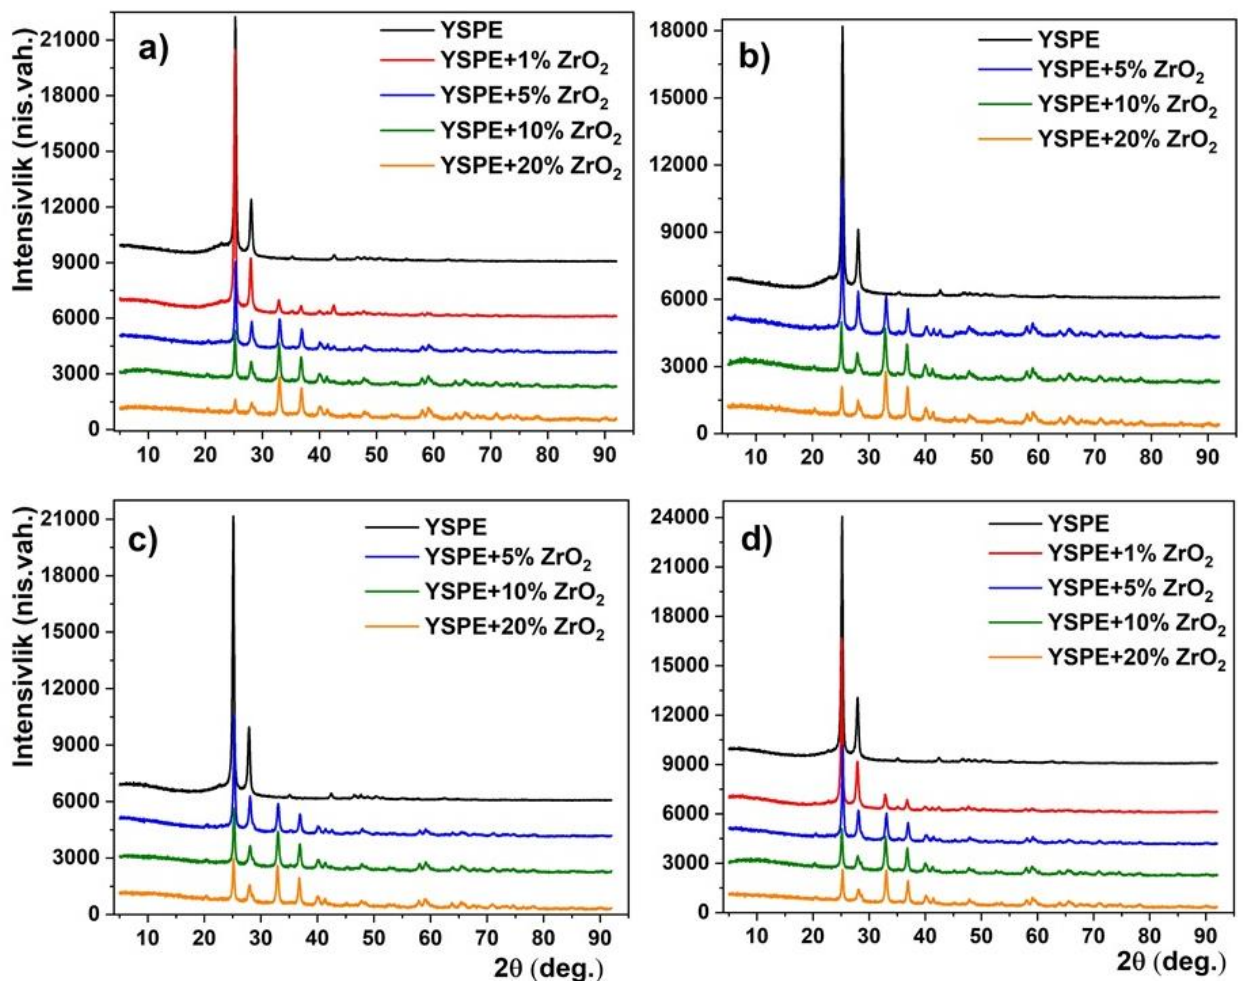 a)
YSPE
YSPE+1% ZrO₂
YSPE+5% ZrO₂
YSPE+10% ZrO₂
YSPE+20% ZrO₂
Intensivlik (nis.vah.)
21000
18000
15000
12000
9000
6000
3000
0
10 20 30 40 50 60 70 80 90
b)
YSPE
YSPE+5% ZrO₂
YSPE+10% ZrO₂
YSPE+20% ZrO₂
18000
15000
12000
9000
6000
3000
0
10 20 30 40 50 60 70 80 90
c)
YSPE
YSPE+5% ZrO₂
YSPE+10% ZrO₂
YSPE+20% ZrO₂
Intensivlik (nis.vah.)
21000
18000
15000
12000
9000
6000
3000
0
10 20 30 40 50 60 70 80 90
2θ (deg.)
d)
YSPE
YSPE+1% ZrO₂
YSPE+5% ZrO₂
YSPE+10% ZrO₂
YSPE+20% ZrO₂
24000
21000
18000
15000
12000
9000
6000
3000
0
10 20 30 40 50 60 70 80 90
2θ (deg.)